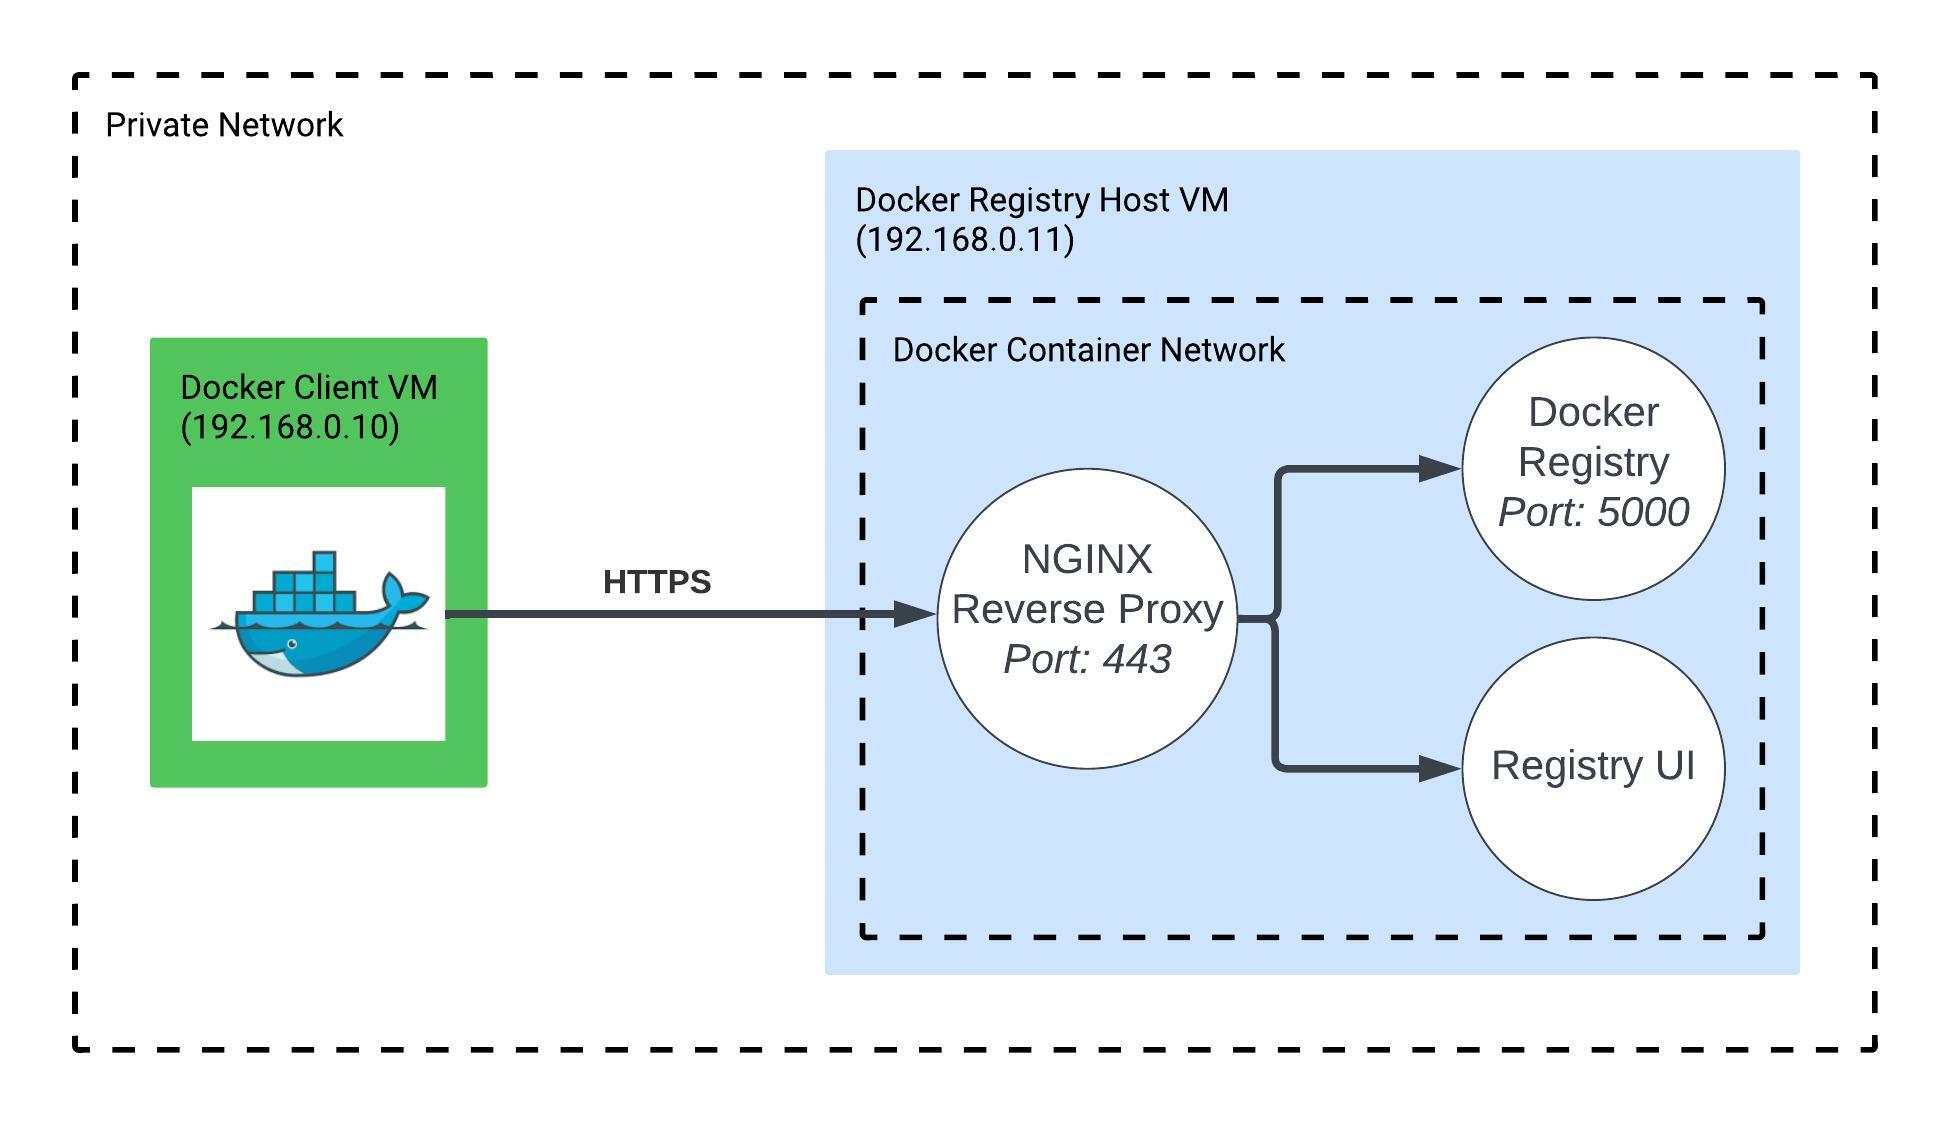 Private Network
Docker Registry Host VM
(192.168.0.11)
Docker Container Network
Docker Client VM
(192.168.0.10)
HTTPS
NGINX
Reverse Proxy
Port: 443
Docker
Registry
Port: 5000
Registry UI